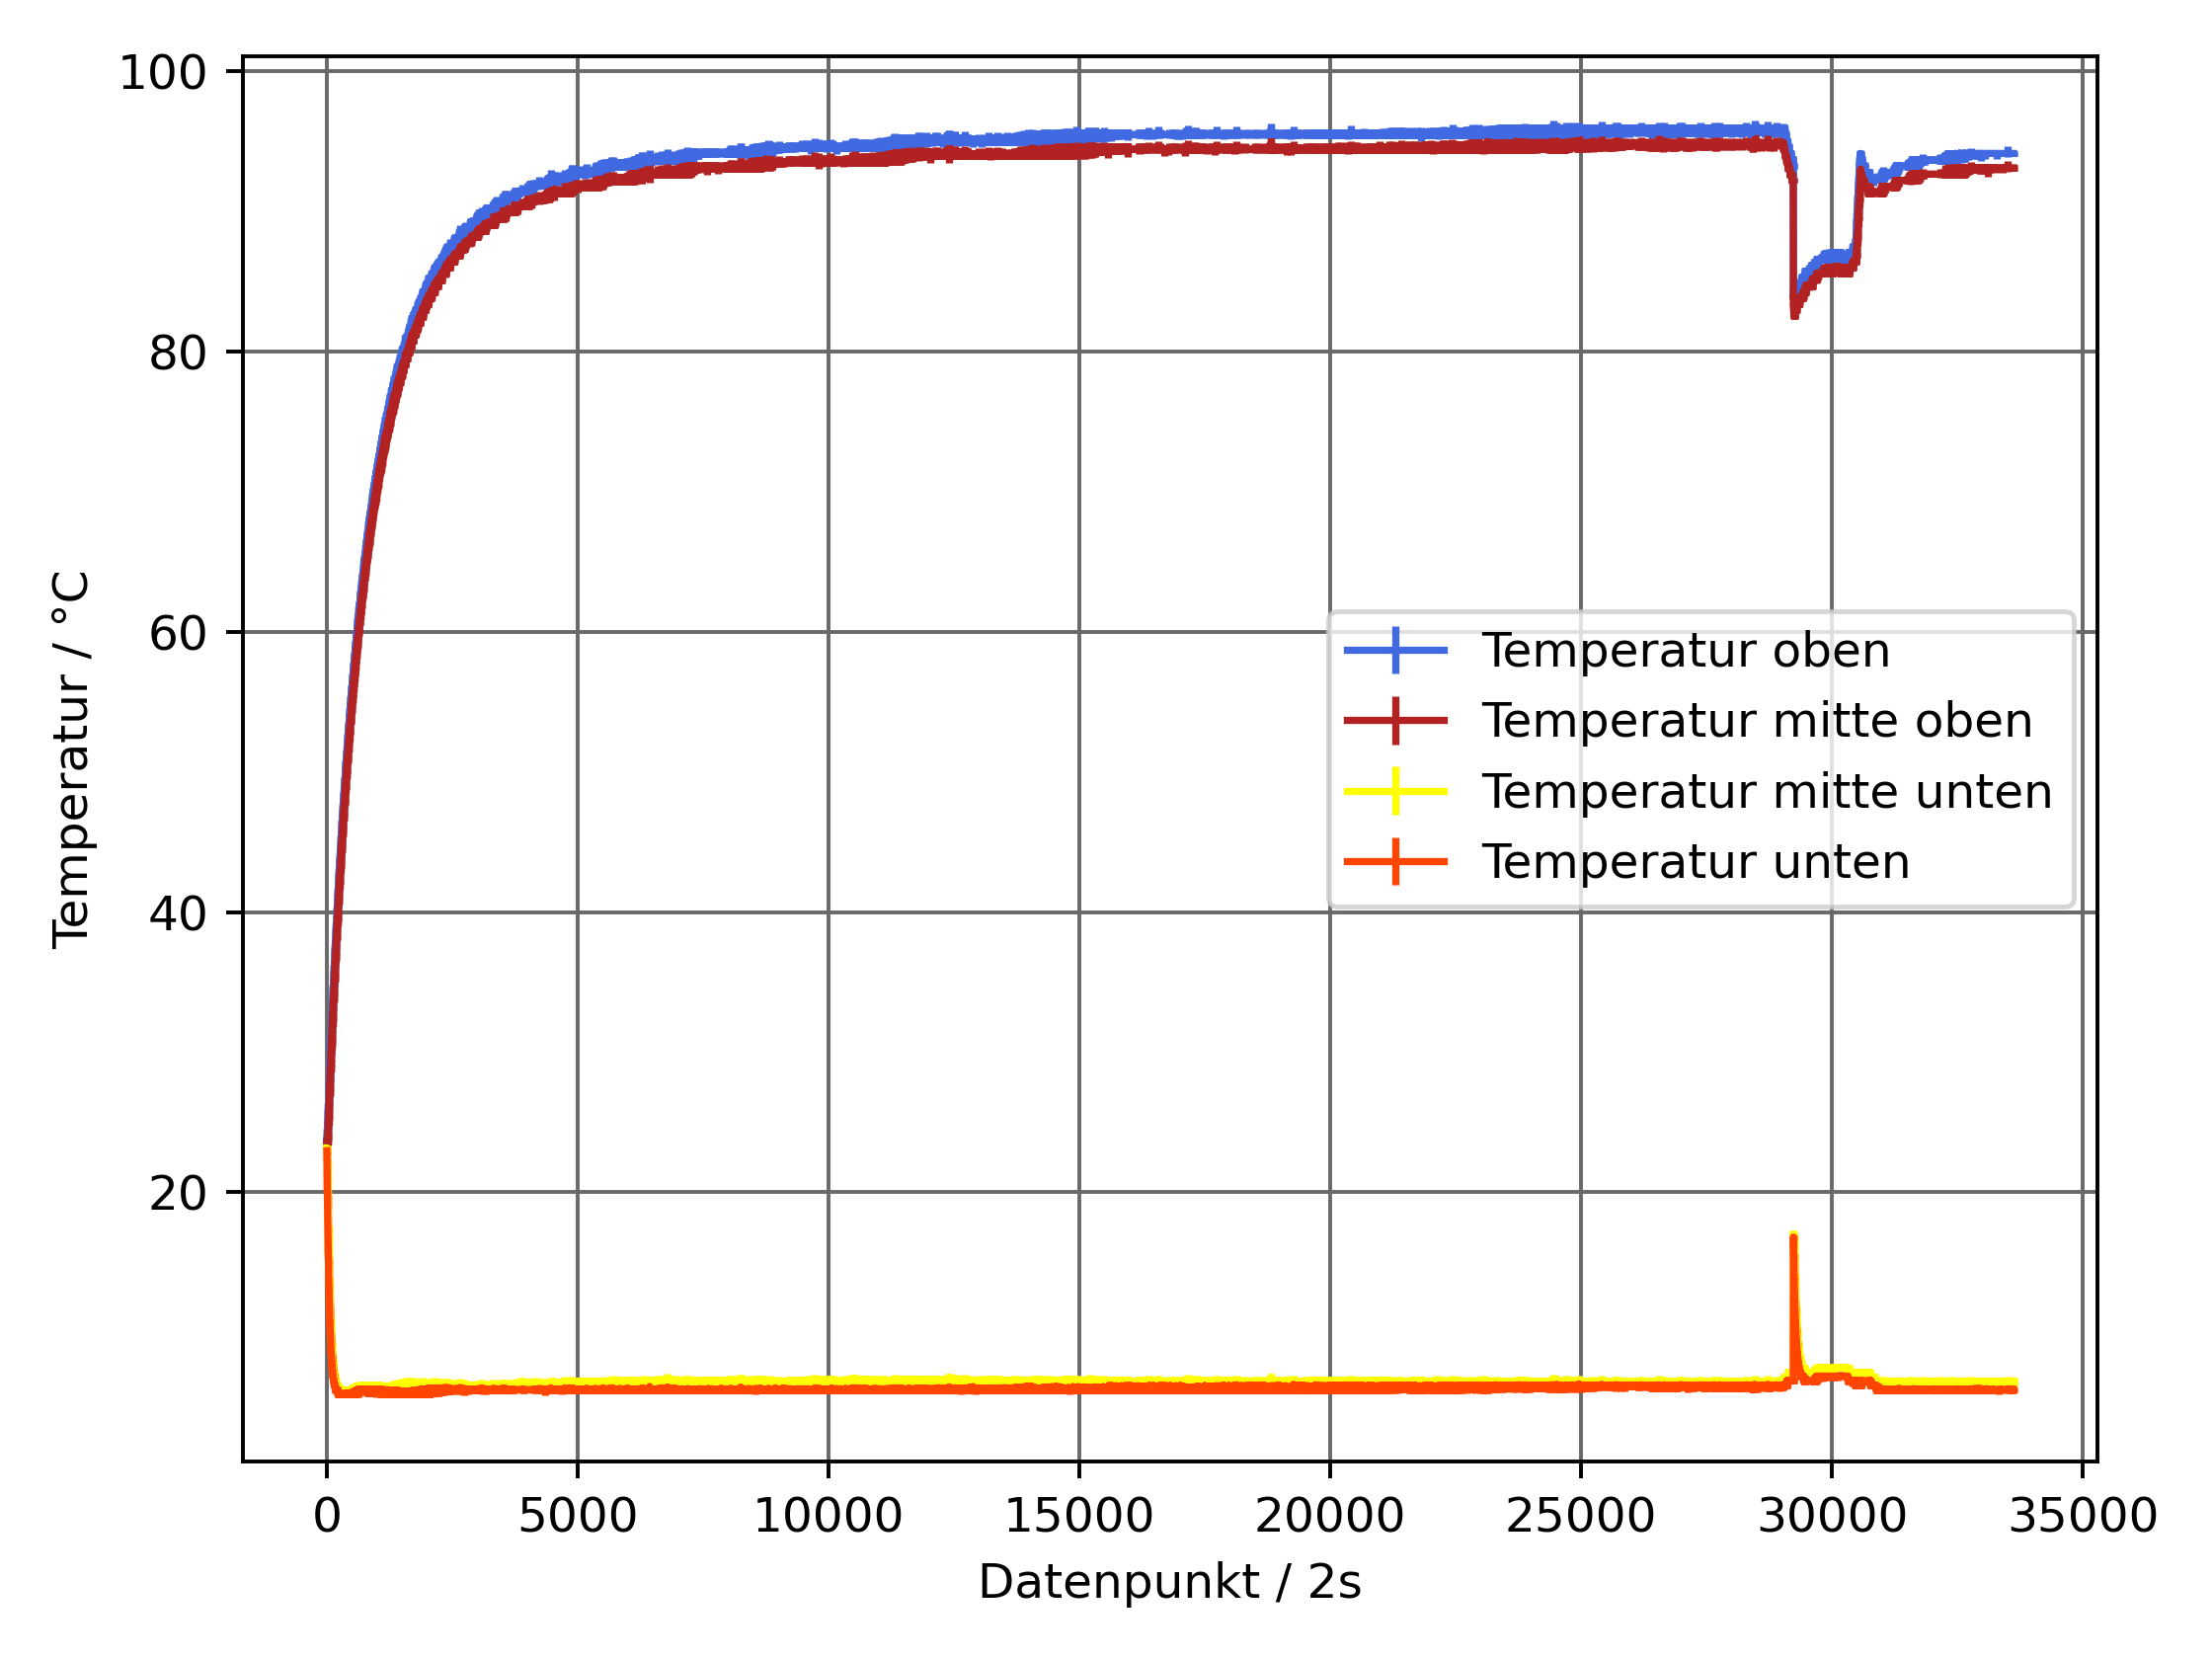 100
80
60
40
20
Temperatur / °C
Temperatur oben
Temperatur mitte oben
Temperatur mitte unten
Temperatur unten
0 5000 10000 15000 20000 25000 30000 35000
Datenpunkt / 2s